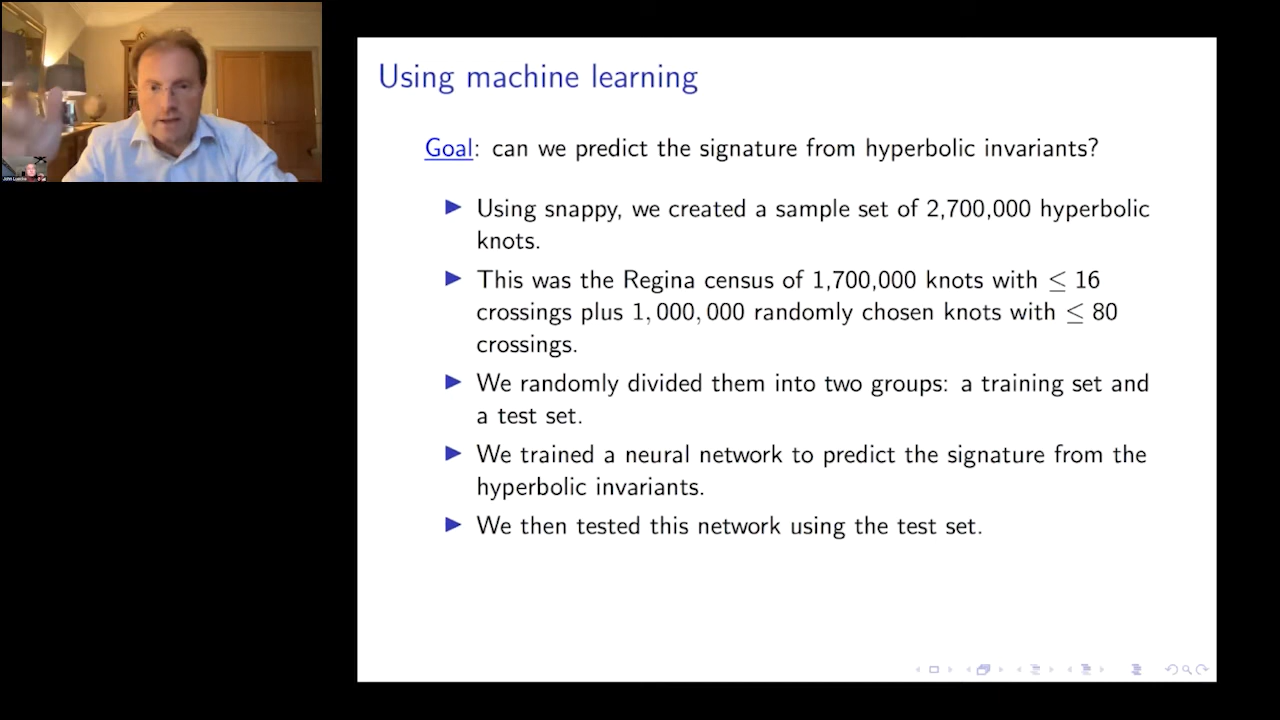 Using machine learning
Goal: can we predict the signature from hyperbolic invariants?
▶ Using snappy, we created a sample set of 2,700,000 hyperbolic
knots.
▶ This was the Regina census of 1,700,000 knots with ≤ 16
crossings plus 1,000,000 randomly chosen knots with ≤ 80
crossings.
▶ We randomly divided them into two groups: a training set and
a test set.
▶ We trained a neural network to predict the signature from the
hyperbolic invariants.
▶ We then tested this network using the test set.